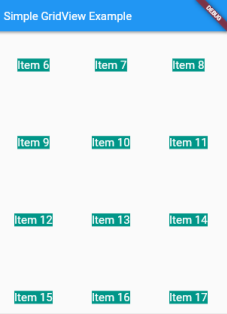 Simple GridView Example
DEBUG
Item 6 Item 7 Item 8
Item 9 Item 10 Item 11
Item 12 Item 13 Item 14
Item 15 Item 16 Item 17